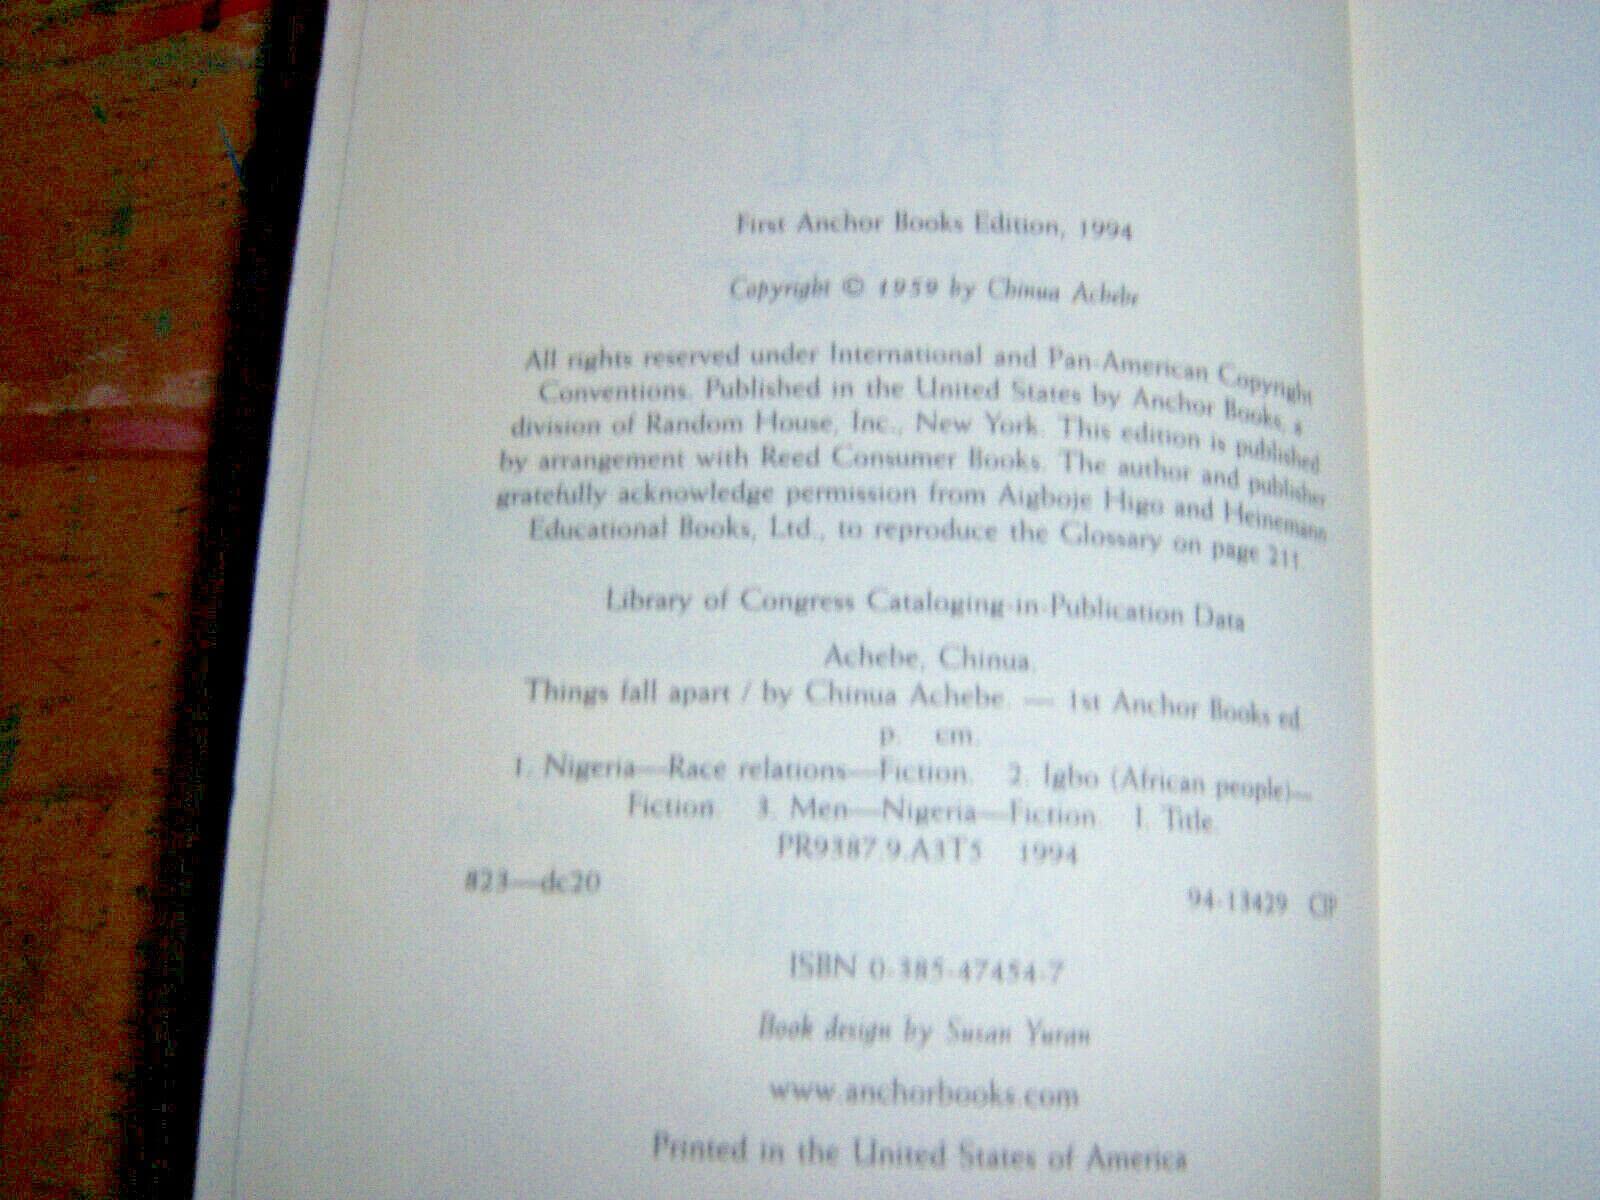 First Anchor Books Edition, 1994
Copyright © 1959 by Chinua Achebe
All rights reserved under International and Pan-American Copyright
Conventions. Published in the United States by Anchor Books, a
division of Random House, Inc., New York. This edition is published
by arrangement with Reed Consumer Books. The author and publisher
gratefully acknowledge permission from Aigboje Higo and Heinemann
Educational Books, Ltd., to reproduce the Glossary on page 211.
Library of Congress Cataloging-in-Publication Data
Achebe, Chinua.
Things fall apart / by Chinua Achebe. — 1st Anchor Books ed.
p. cm.
1. Nigeria—Race relations—Fiction. 2. Igbo (African people)—
Fiction. 3. Men—Nigeria—Fiction. I. Title.
PR9387.9.A3T5 1994
823—dc20 94-13429 CIP
ISBN 0-385-47454-7
Book design by Susan Yuran
www.anchorbooks.com
Printed in the United States of America